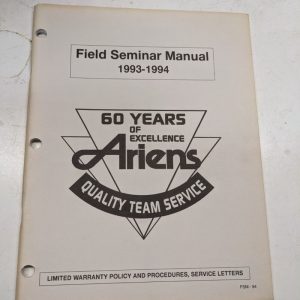 Field Seminar Manual
1993-1994
60 YEARS
OF
EXCELLENCE
Ariens
QUALITY TEAM SERVICE
LIMITED WARRANTY POLICY AND PROCEDURES, SERVICE LETTERS
FSM - 94